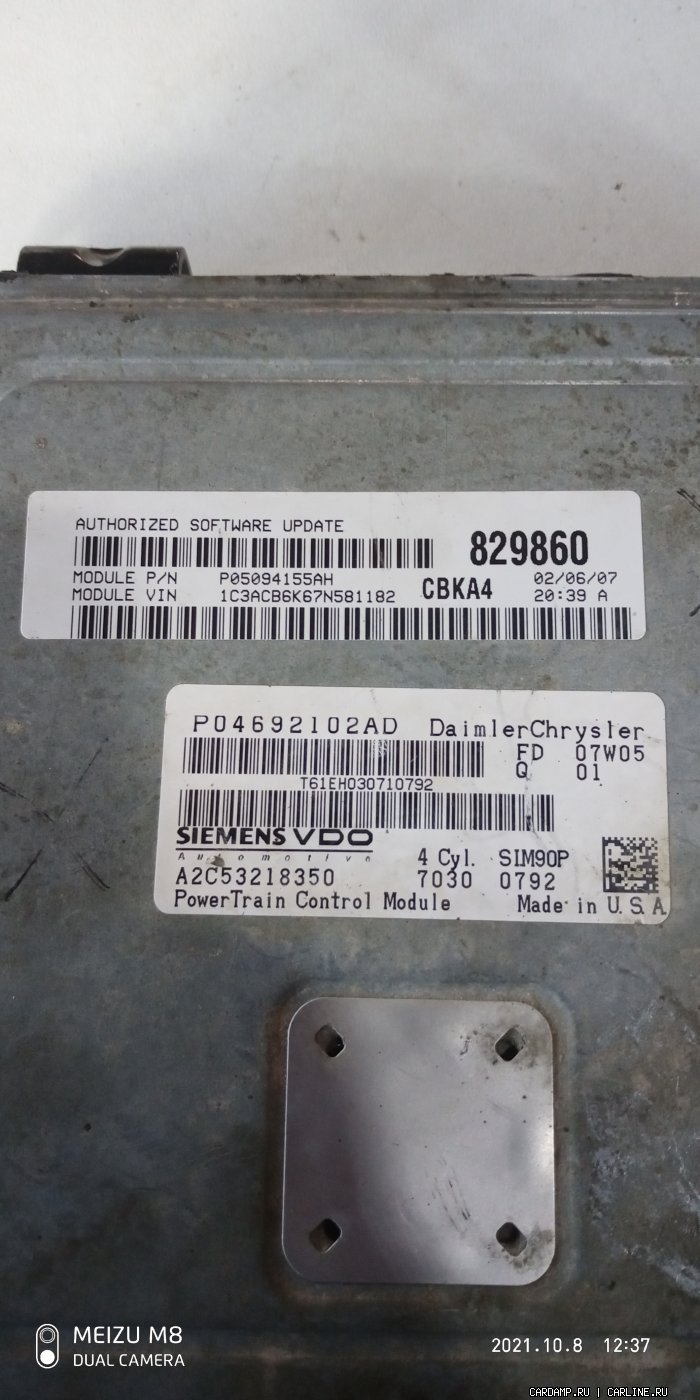 AUTHORIZED SOFTWARE UPDATE
829860
MODULE P/N P05094155AH
MODULE VIN 1C3ACB6K67N581182
CBKA4
02/06/07
20:39 A
P04692102AD DaimlerChrysler
FD 07W05
Q 01
T61EH030710792
SIEMENS VDO
Automotive
4 Cyl. SIM90P
A2C53218350
7030 0792
PowerTrain Control Module
Made in U.S.A
MEIZU M8
DUAL CAMERA
2021.10.8 12:37
CARDAMP.RU | CARLINE.RU